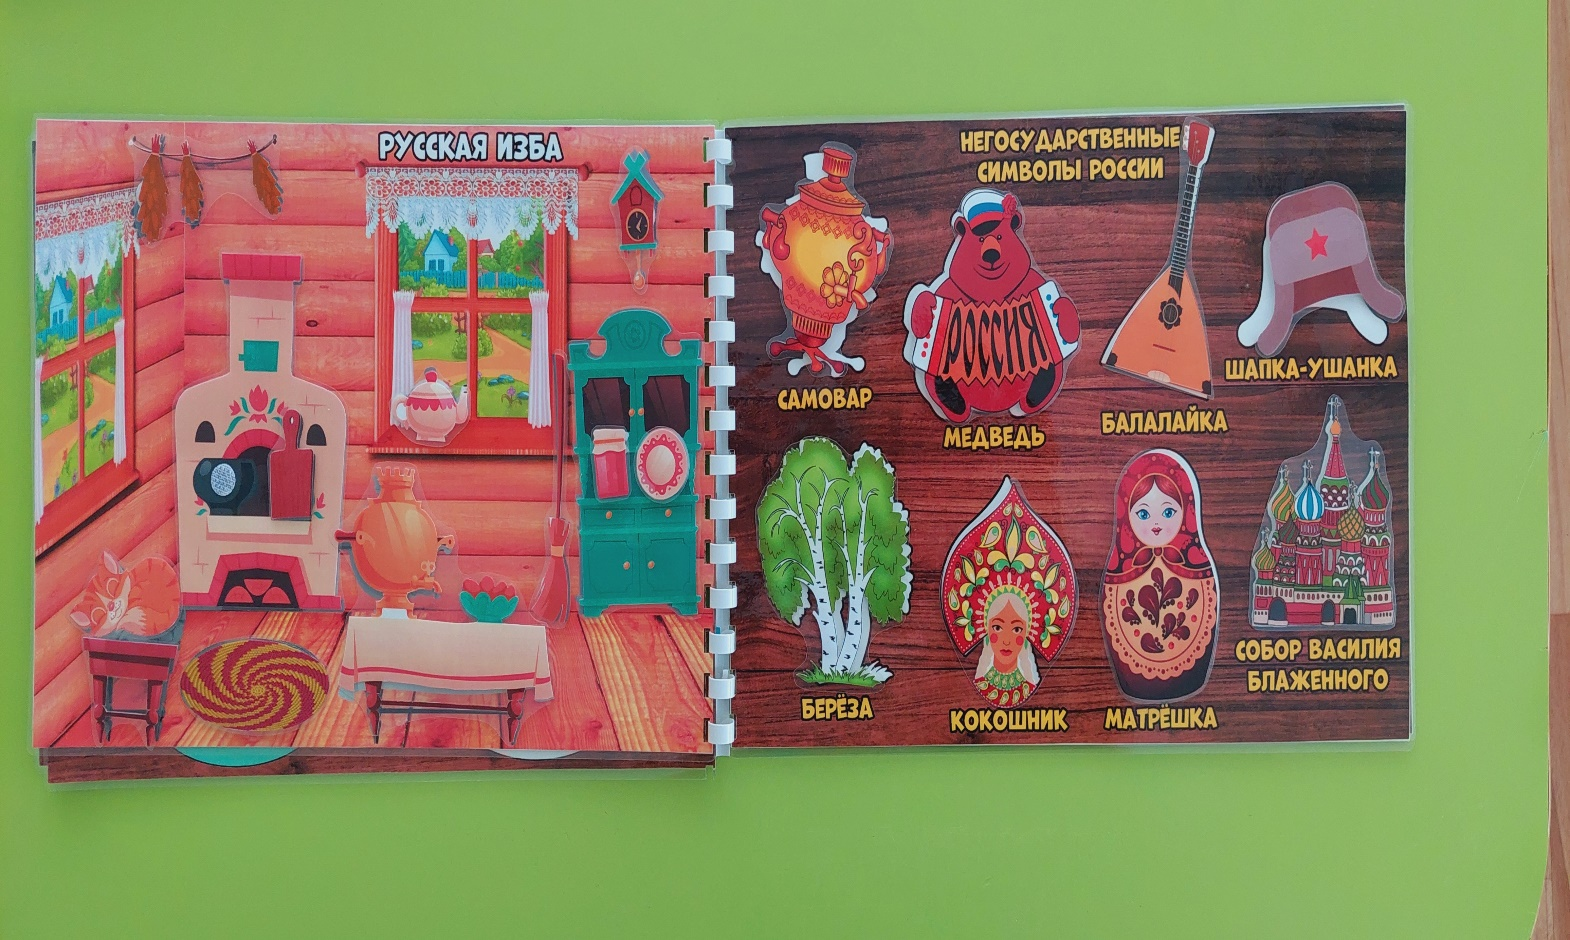 РУССКАЯ ИЗБА
НЕГОСУДАРСТВЕННЫЕ
СИМВОЛЫ РОССИИ
САМОВАР
РОССИЯ
МЕДВЕДЬ
БАЛАЛАЙКА
ШАПКА-УШАНКА
БЕРЁЗА
КОКОШНИК
МАТРЁШКА
СОБОР ВАСИЛИЯ
БЛАЖЕННОГО